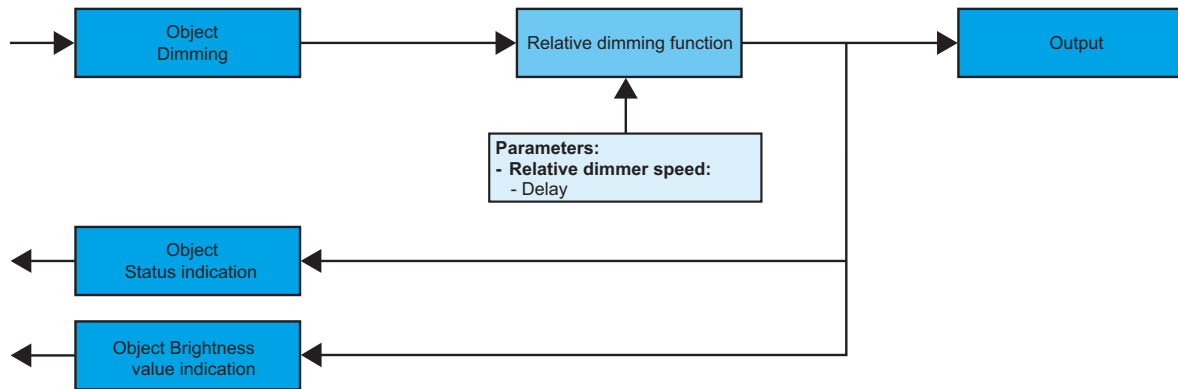 Object
Dimming
Relative dimming function
Output
Parameters:
- Relative dimmer speed:
- Delay
Object
Status indication
Object Brightness
value indication